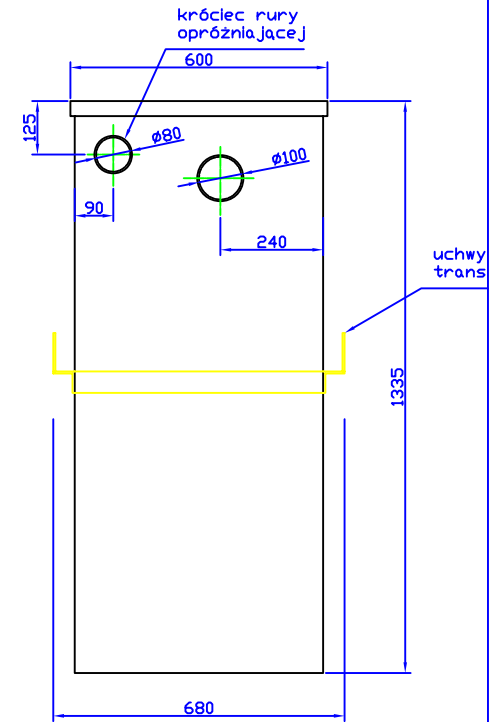 króciec rury
opróżniającej
600
125
ø80
ø100
90
240
uchwy
trans
1335
680